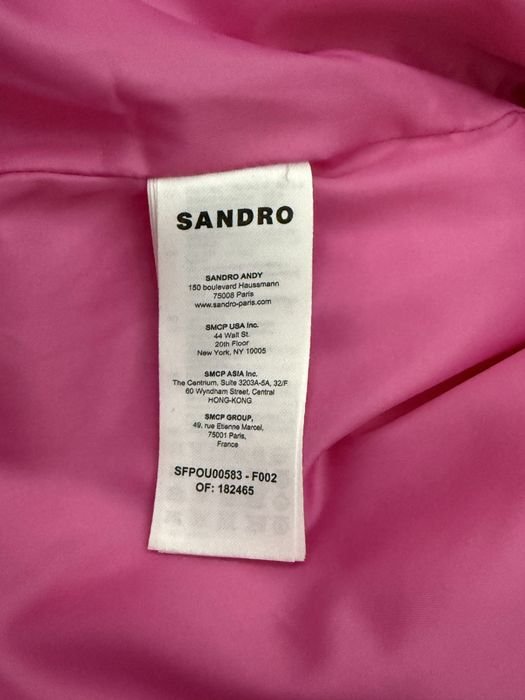 SANDRO
SANDRO ANDY
150 boulevard Haussmann
75008 Paris
www.sandro-paris.com
SMCP USA Inc.
44 Wall St.
20th Floor
New York, NY 10005
SMCP ASIA Inc.
The Centrium, Suite 3203A-5A, 32/F
60 Wyndham Street, Central
HONG-KONG
SMCP GROUP,
49, rue Etienne Marcel,
75001 Paris,
France
SFPOU00583 - F002
OF: 182465